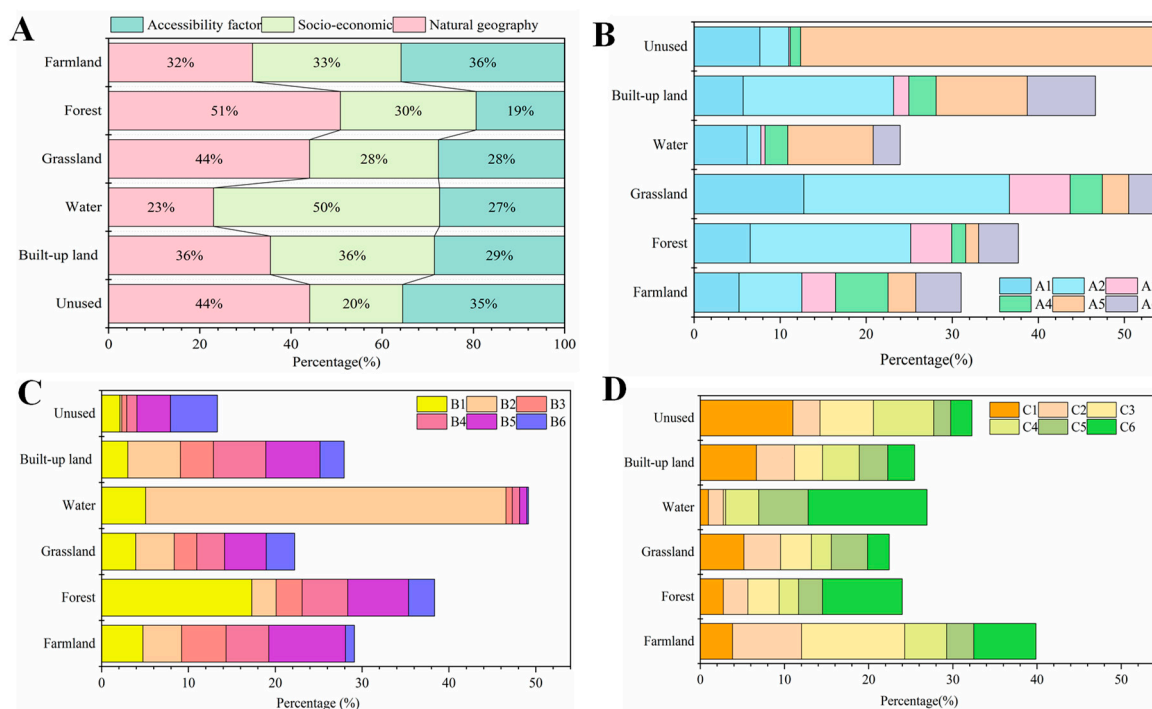 A
Accessibility factor Socio-economic Natural geography
Farmland 32% 33% 36%
Forest 51% 30% 19%
Grassland 44% 28% 28%
Water 23% 50% 27%
Built-up land 36% 36% 29%
Unused 44% 20% 35%
0 20 40 60 80 100
Percentage(%)
B
Unused
Built-up land
Water
Grassland
Forest
Farmland
A1 A2 A
A4 A5 A
0 10 20 30 40 50
Percentage(%)
C
Unused
Built-up land
Water
Grassland
Forest
Farmland
B1 B2 B3
B4 B5 B6
0 10 20 30 40 50
Percentage (%)
D
Unused
Built-up land
Water
Grassland
Forest
Farmland
C1 C2 C3
C4 C5 C6
0 10 20 30 40 50
Percentage(%)